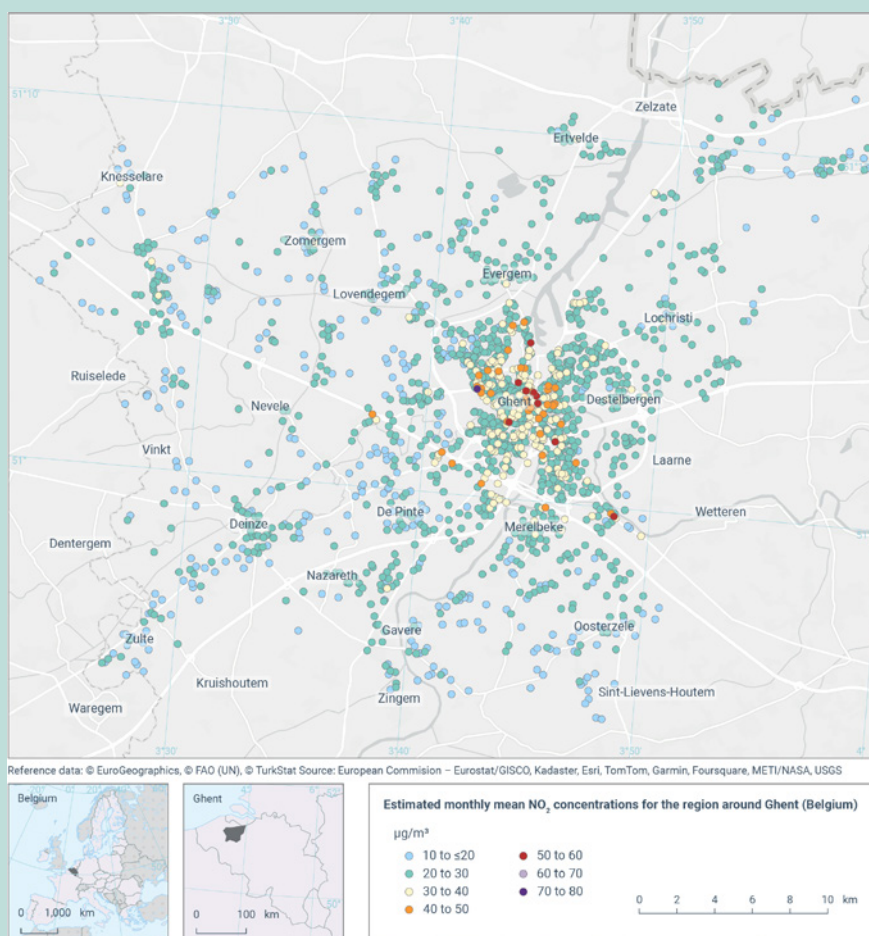 3°30'
3°40'
3°50'
51°10'
Zelzate
Ertvelde
Knesselare
Zomergem
Evergem
Lovendegem
Lochristi
Ruiselede
Nevele
Ghent
Destelbergen
Vinkt
51°
Laarne
De Pinte
Wetteren
Deinze
Merelbeke
Dentergem
Nazareth
Gavere
Oosterzele
Zulte
Kruishoutem
Zingem
Sint-Lievens-Houtem
Waregem
3°30'
3°40'
3°50'
Reference data: © EuroGeographics, © FAO (UN), © TurkStat Source: European Commision – Eurostat/GISCO, Kadaster, Esri, TomTom, Garmin, Foursquare, METI/NASA, USGS
Belgium
0 1,000 km
Ghent
50°
0 100 km
Estimated monthly mean NO₂ concentrations for the region around Ghent (Belgium)
µg/m³
10 to ≤20
20 to 30
30 to 40
40 to 50
50 to 60
60 to 70
70 to 80
0 2 4 6 8 10 km